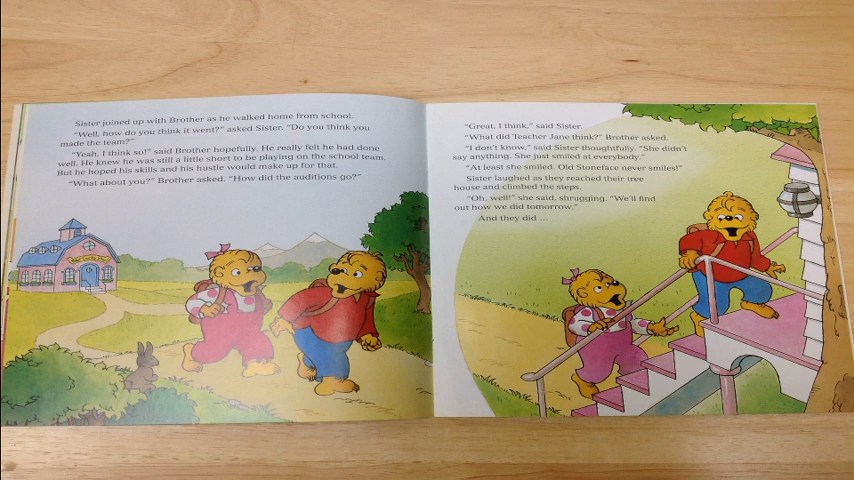 Sister joined up with Brother as he walked home from school.
“Well, how do you think it went?” asked Sister. “Do you think you
made the team?”
“Yeah, I think so!” said Brother hopefully. He really felt he had done
well. He knew he was still a little short to be playing on the school team.
But he hoped his skills and his hustle would make up for that.
“What about you?” Brother asked. “How did the auditions go?”
“Great, I think,” said Sister.
“What did Teacher Jane think?” Brother asked.
“I don’t know,” said Sister thoughtfully. “She didn’t
say anything. She just smiled at everybody.”
“At least she smiled. Old Stoneface never smiles!”
Sister laughed as they reached their tree
house and climbed the steps.
“Oh, well!” she said, shrugging. “We’ll find
out how we did tomorrow.”
And they did ...